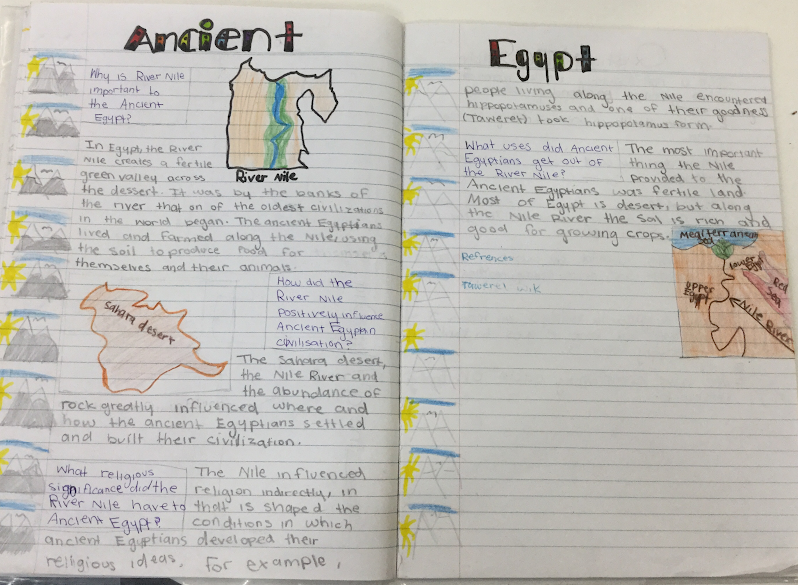 Ancient
Why is River Nile
important to
the Ancient
Egypt?
River Nile
In Egypt, the River
Nile creates a fertile
green valley across
the dessert. It was by the banks of
the river that on of the oldest civilizations
in the world began. The ancient Egyptians
lived and farmed along the Nile, using
the soil to produce food for
themselves and their animals.
Sahara desert
How did the
River Nile
positively influence
Ancient Egyptian
civilisation?
The Sahara desert,
the Nile River and
the abundance of
rock greatly influenced where and
how the ancient Egyptians settled
and built their civilization.
What religious
significance did the
River Nile have to
Ancient Egypt?
The Nile influenced
religion indirectly, in
that is shaped the
conditions in which
ancient Egyptians developed their
religious ideas. for example,
Egypt
people living along the Nile encountered
hippopotamuses and one of their goodness
(Taweret) took hippopotamus form.
What uses did Ancient
Egyptians get out of
the River Nile?
The most important
thing the Nile
provided to the
Ancient Egyptians was fertile land.
Most of Egypt is desert, but along
the Nile River the soil is rich and
good for growing crops.
Mediterranean
Sea
Lower Egypt
Upper
Egypt
Red
Sea
Nile River
Refrences
Taweret wik